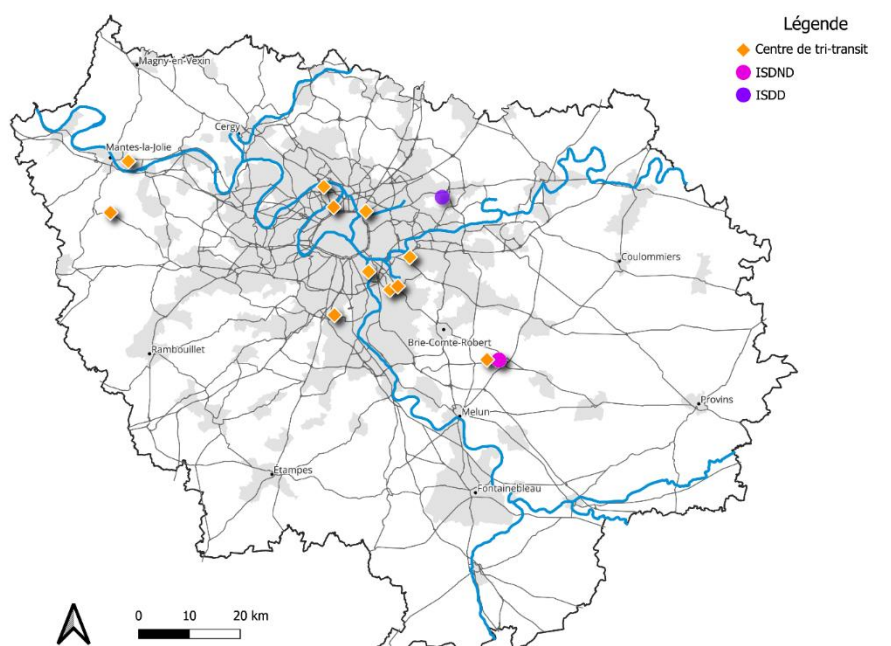 Légende
Centre de tri-transit
ISDND
ISDD
Magny-en-Vexin
Cergy
Mantes-la-Jolie
Coulommiers
Brie-Comte-Robert
Rambouillet
Provins
Melun
Étampes
Fontainebleau
0 10 20 km